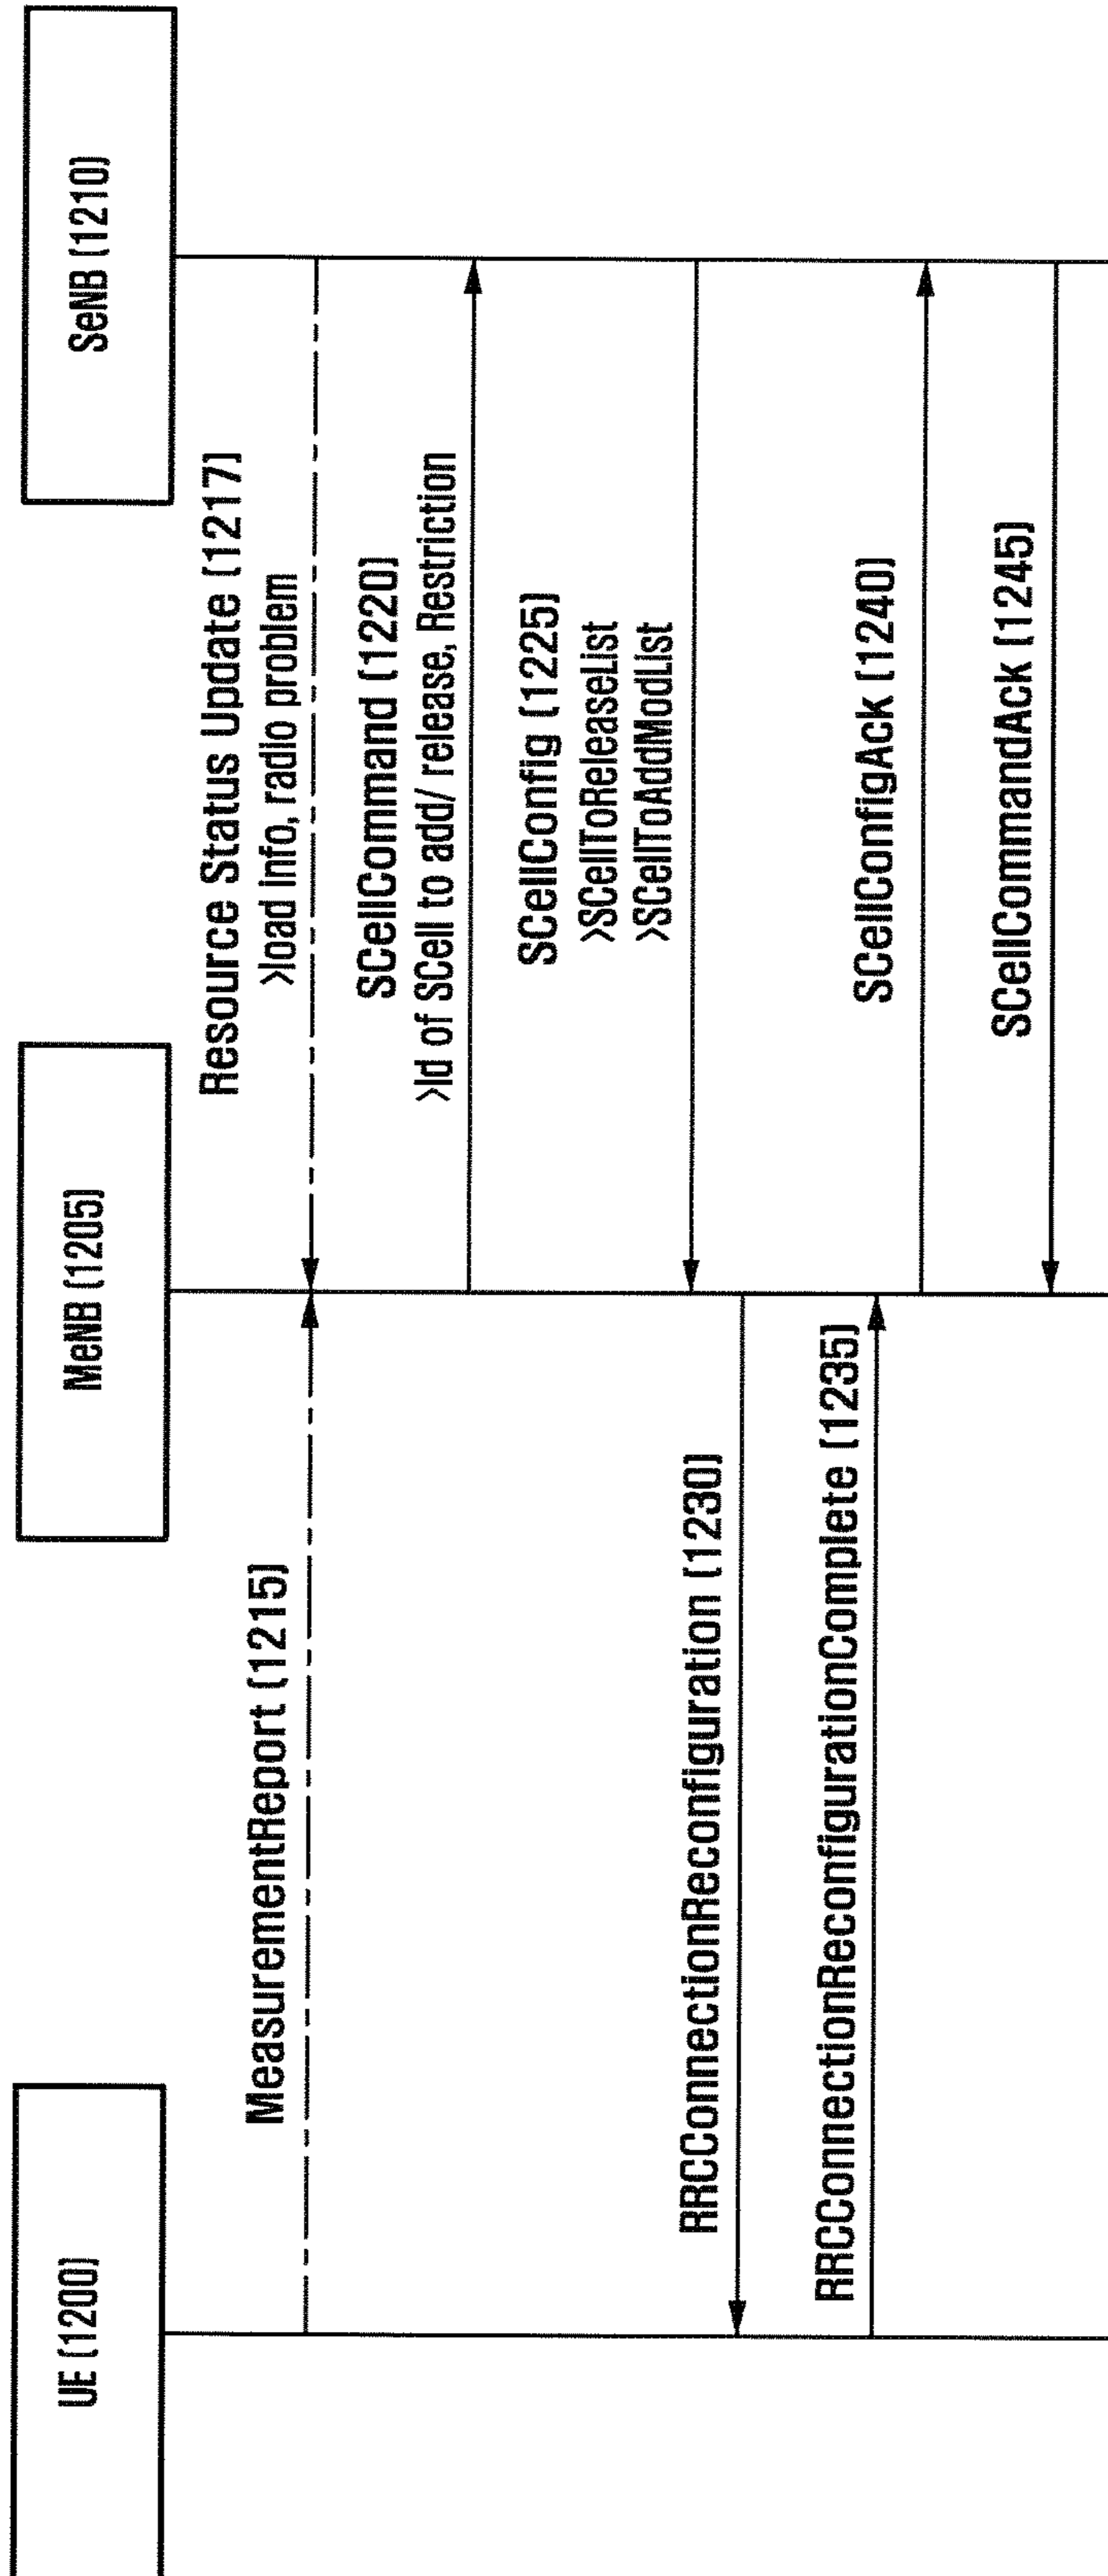 UE (1200)
MeNB (1205)
SeNB (1210)
MeasurementReport (1215)
Resource Status Update (1217)
>load info, radio problem
SCellCommand (1220)
>Id of SCell to add/ release, Restriction
SCellConfig (1225)
>SCellToReleaseList
>SCellToAddModList
RRCConnectionReconfiguration (1230)
RRCConnectionReconfigurationComplete (1235)
SCellConfigAck (1240)
SCellCommandAck (1245)